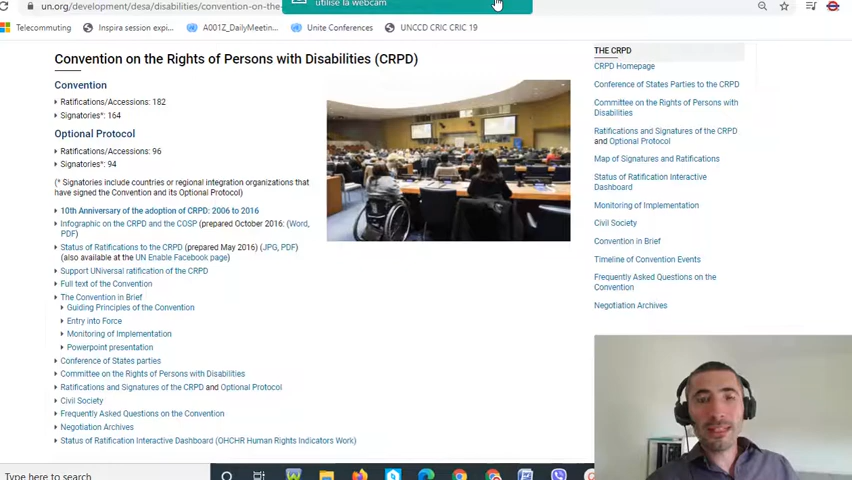 utilise la webcam
un.org/development/desa/disabilities/convention-on-the-
Telecommuting
Inspira session expi...
A001Z_DailyMeetin...
Unite Conferences
UNCCD CRIC CRIC 19
Convention on the Rights of Persons with Disabilities (CRPD)
Convention
Ratifications/Accessions: 182
Signatories*: 164
Optional Protocol
Ratifications/Accessions: 96
Signatories*: 94
(* Signatories include countries or regional integration organizations that
have signed the Convention and its Optional Protocol)
10th Anniversary of the adoption of CRPD: 2006 to 2016
Infographic on the CRPD and the COSP (prepared October 2016: (Word,
PDF)
Status of Ratifications to the CRPD (prepared May 2016) (JPG, PDF)
(also available at the UN Enable Facebook page)
Support UNiversal ratification of the CRPD
Full text of the Convention
The Convention in Brief
Guiding Principles of the Convention
Entry into Force
Monitoring of Implementation
Powerpoint presentation
Conference of States parties
Committee on the Rights of Persons with Disabilities
Ratifications and Signatures of the CRPD and Optional Protocol
Civil Society
Frequently Asked Questions on the Convention
Negotiation Archives
Status of Ratification Interactive Dashboard (OHCHR Human Rights Indicators Work)
THE CRPD
CRPD Homepage
Conference of States Parties to the CRPD
Committee on the Rights of Persons with
Disabilities
Ratifications and Signatures of the CRPD
and Optional Protocol
Map of Signatures and Ratifications
Status of Ratification Interactive
Dashboard
Monitoring of Implementation
Civil Society
Convention in Brief
Timeline of Convention Events
Frequently Asked Questions on the
Convention
Negotiation Archives
Type here to search